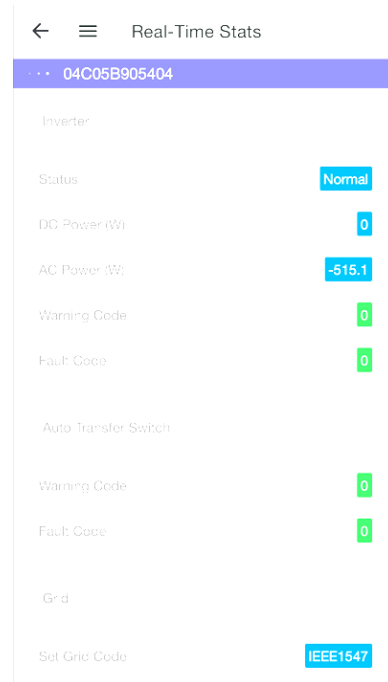 Real-Time Stats
04C05B905404
Inverter
Status Normal
DC Power (W) 0
AC Power (W) -515.1
Warning Code 0
Fault Code 0
Auto Transfer Switch
Warning Code 0
Fault Code 0
Grid
Set Grid Code IEEE1547